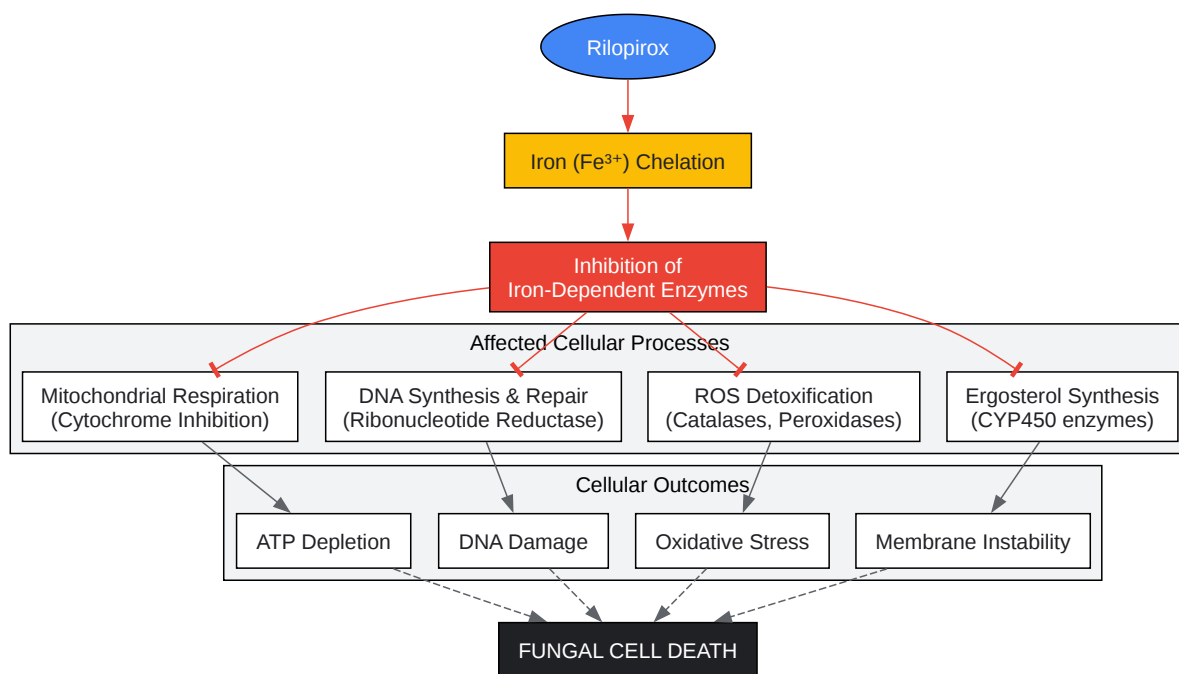 Rilopirox
Iron (Fe³⁺) Chelation
Inhibition of
Iron-Dependent Enzymes
Affected Cellular Processes
Mitochondrial Respiration
(Cytochrome Inhibition)
DNA Synthesis & Repair
(Ribonucleotide Reductase)
ROS Detoxification
(Catalases, Peroxidases)
Ergosterol Synthesis
(CYP450 enzymes)
Cellular Outcomes
ATP Depletion
DNA Damage
Oxidative Stress
Membrane Instability
FUNGAL CELL DEATH